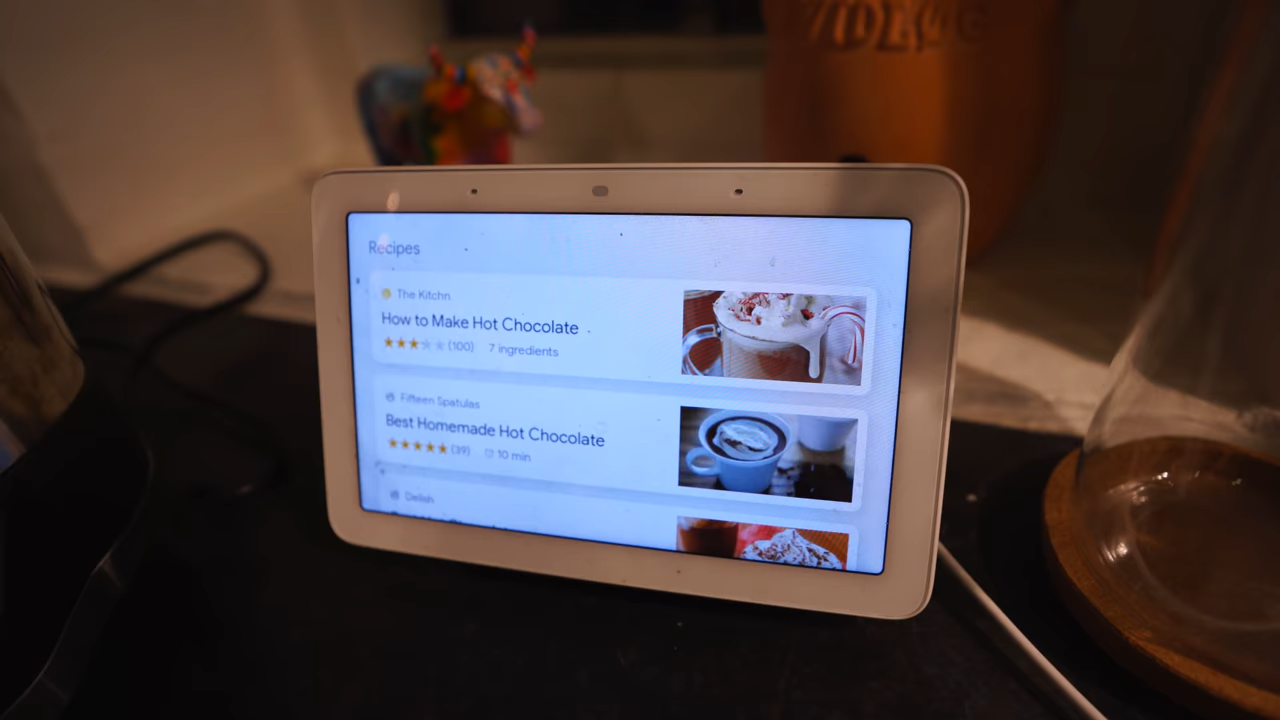 Recipes
The Kitchn
How to Make Hot Chocolate
(100) 7 ingredients
Fifteen Spatulas
Best Homemade Hot Chocolate
(39) 10 min
Delish